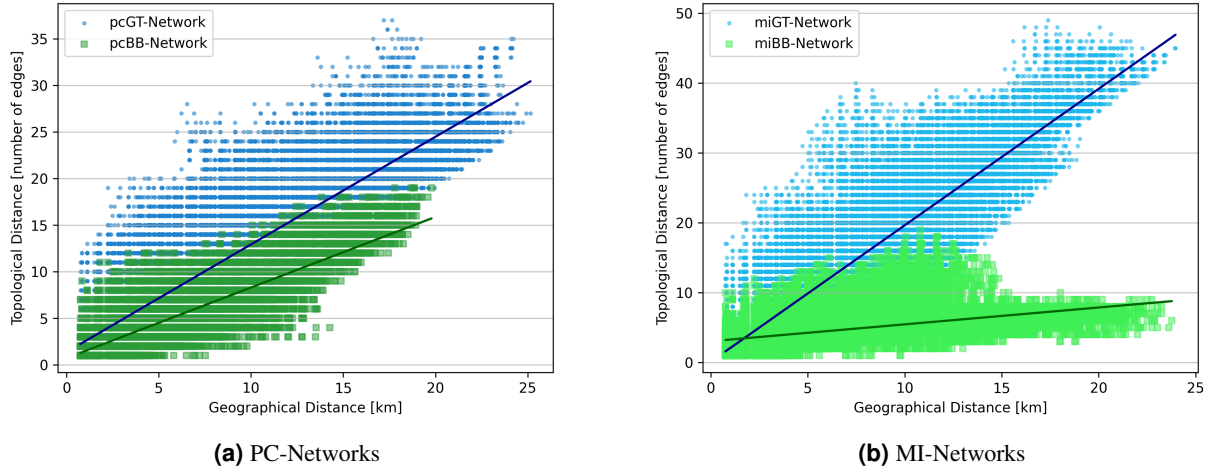 pcGT-Network
pcBB-Network
35
30
25
20
15
10
5
0
Topological Distance [number of edges]
0 5 10 15 20 25
Geographical Distance [km]
(a) PC-Networks
miGT-Network
miBB-Network
50
40
30
20
10
0
Topological Distance [number of edges]
0 5 10 15 20 25
Geographical Distance [km]
(b) MI-Networks